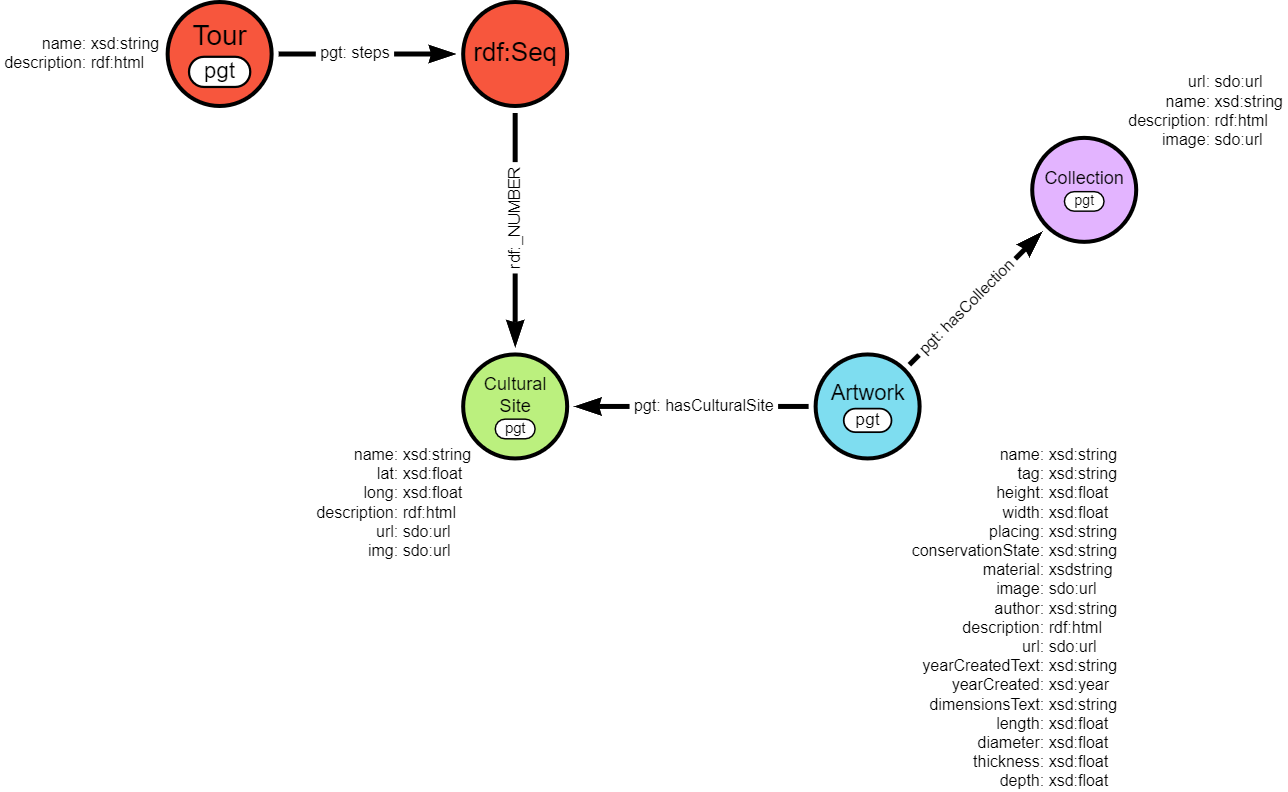 Tour
pgt
name: xsd:string
description: rdf:html
pgt: steps
rdf:Seq
rdf:_NUMBER
url: sdo:url
name: xsd:string
description: rdf:html
image: sdo:url
Collection
pgt
pgt: hasCollection
Cultural
Site
pgt
pgt: hasCulturalSite
Artwork
pgt
name: xsd:string
lat: xsd:float
long: xsd:float
description: rdf:html
url: sdo:url
img: sdo:url
name: xsd:string
tag: xsd:string
height: xsd:float
width: xsd:float
placing: xsd:string
conservationState: xsd:string
material: xsdstring
image: sdo:url
author: xsd:string
description: rdf:html
url: sdo:url
yearCreatedText: xsd:string
yearCreated: xsd:year
dimensionsText: xsd:string
length: xsd:float
diameter: xsd:float
thickness: xsd:float
depth: xsd:float